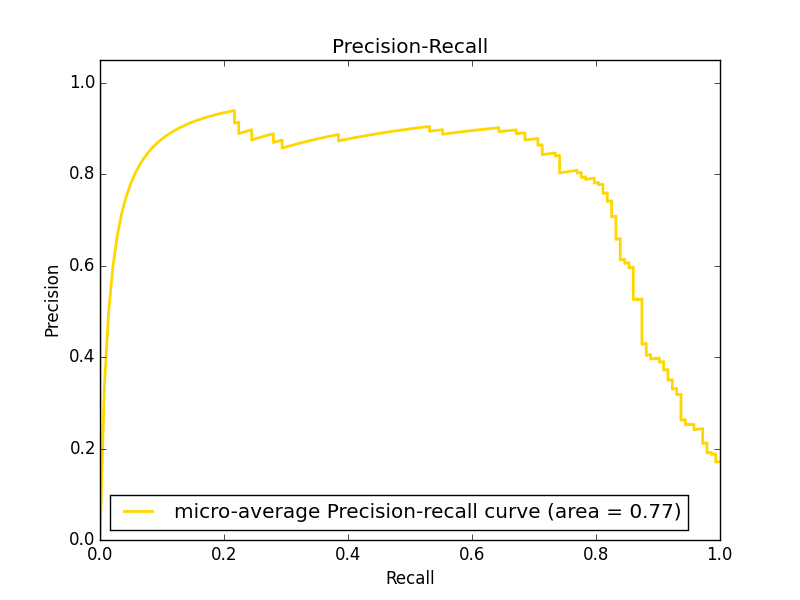 Precision-Recall
1.0
0.8
0.6
0.4
0.2
0.0
Precision
micro-average Precision-recall curve (area = 0.77)
0.0 0.2 0.4 0.6 0.8 1.0
Recall